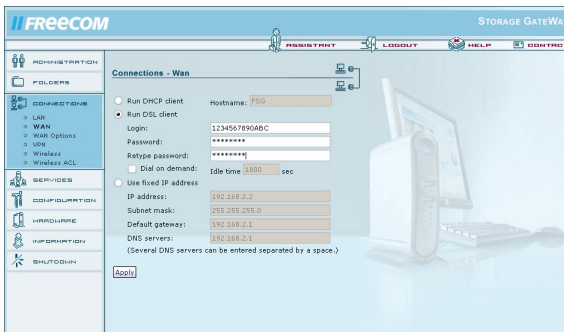 FREECOM
STORAGE GATEWA
ASSISTANT LOGOUT HELP CONTAC
ADMINISTRATION
FOLDERS
CONNECTIONS
LAN
WAN
WAN Options
VPN
Wireless
Wireless ACL
SERVICES
CONFIGURATION
HARDWARE
INFORMATION
SHUTDOWN
Connections - Wan
Run DHCP client Hostname: FSG
Run DSL client
Login: 1234567890ABC
Password: ********
Retype password: ********
Dial on demand: Idle time 1800 sec
Use fixed IP address
IP address: 192.168.2.2
Subnet mask: 255.255.255.0
Default gateway: 192.168.2.1
DNS servers: 192.168.2.1
(Several DNS servers can be entered separated by a space.)
Apply